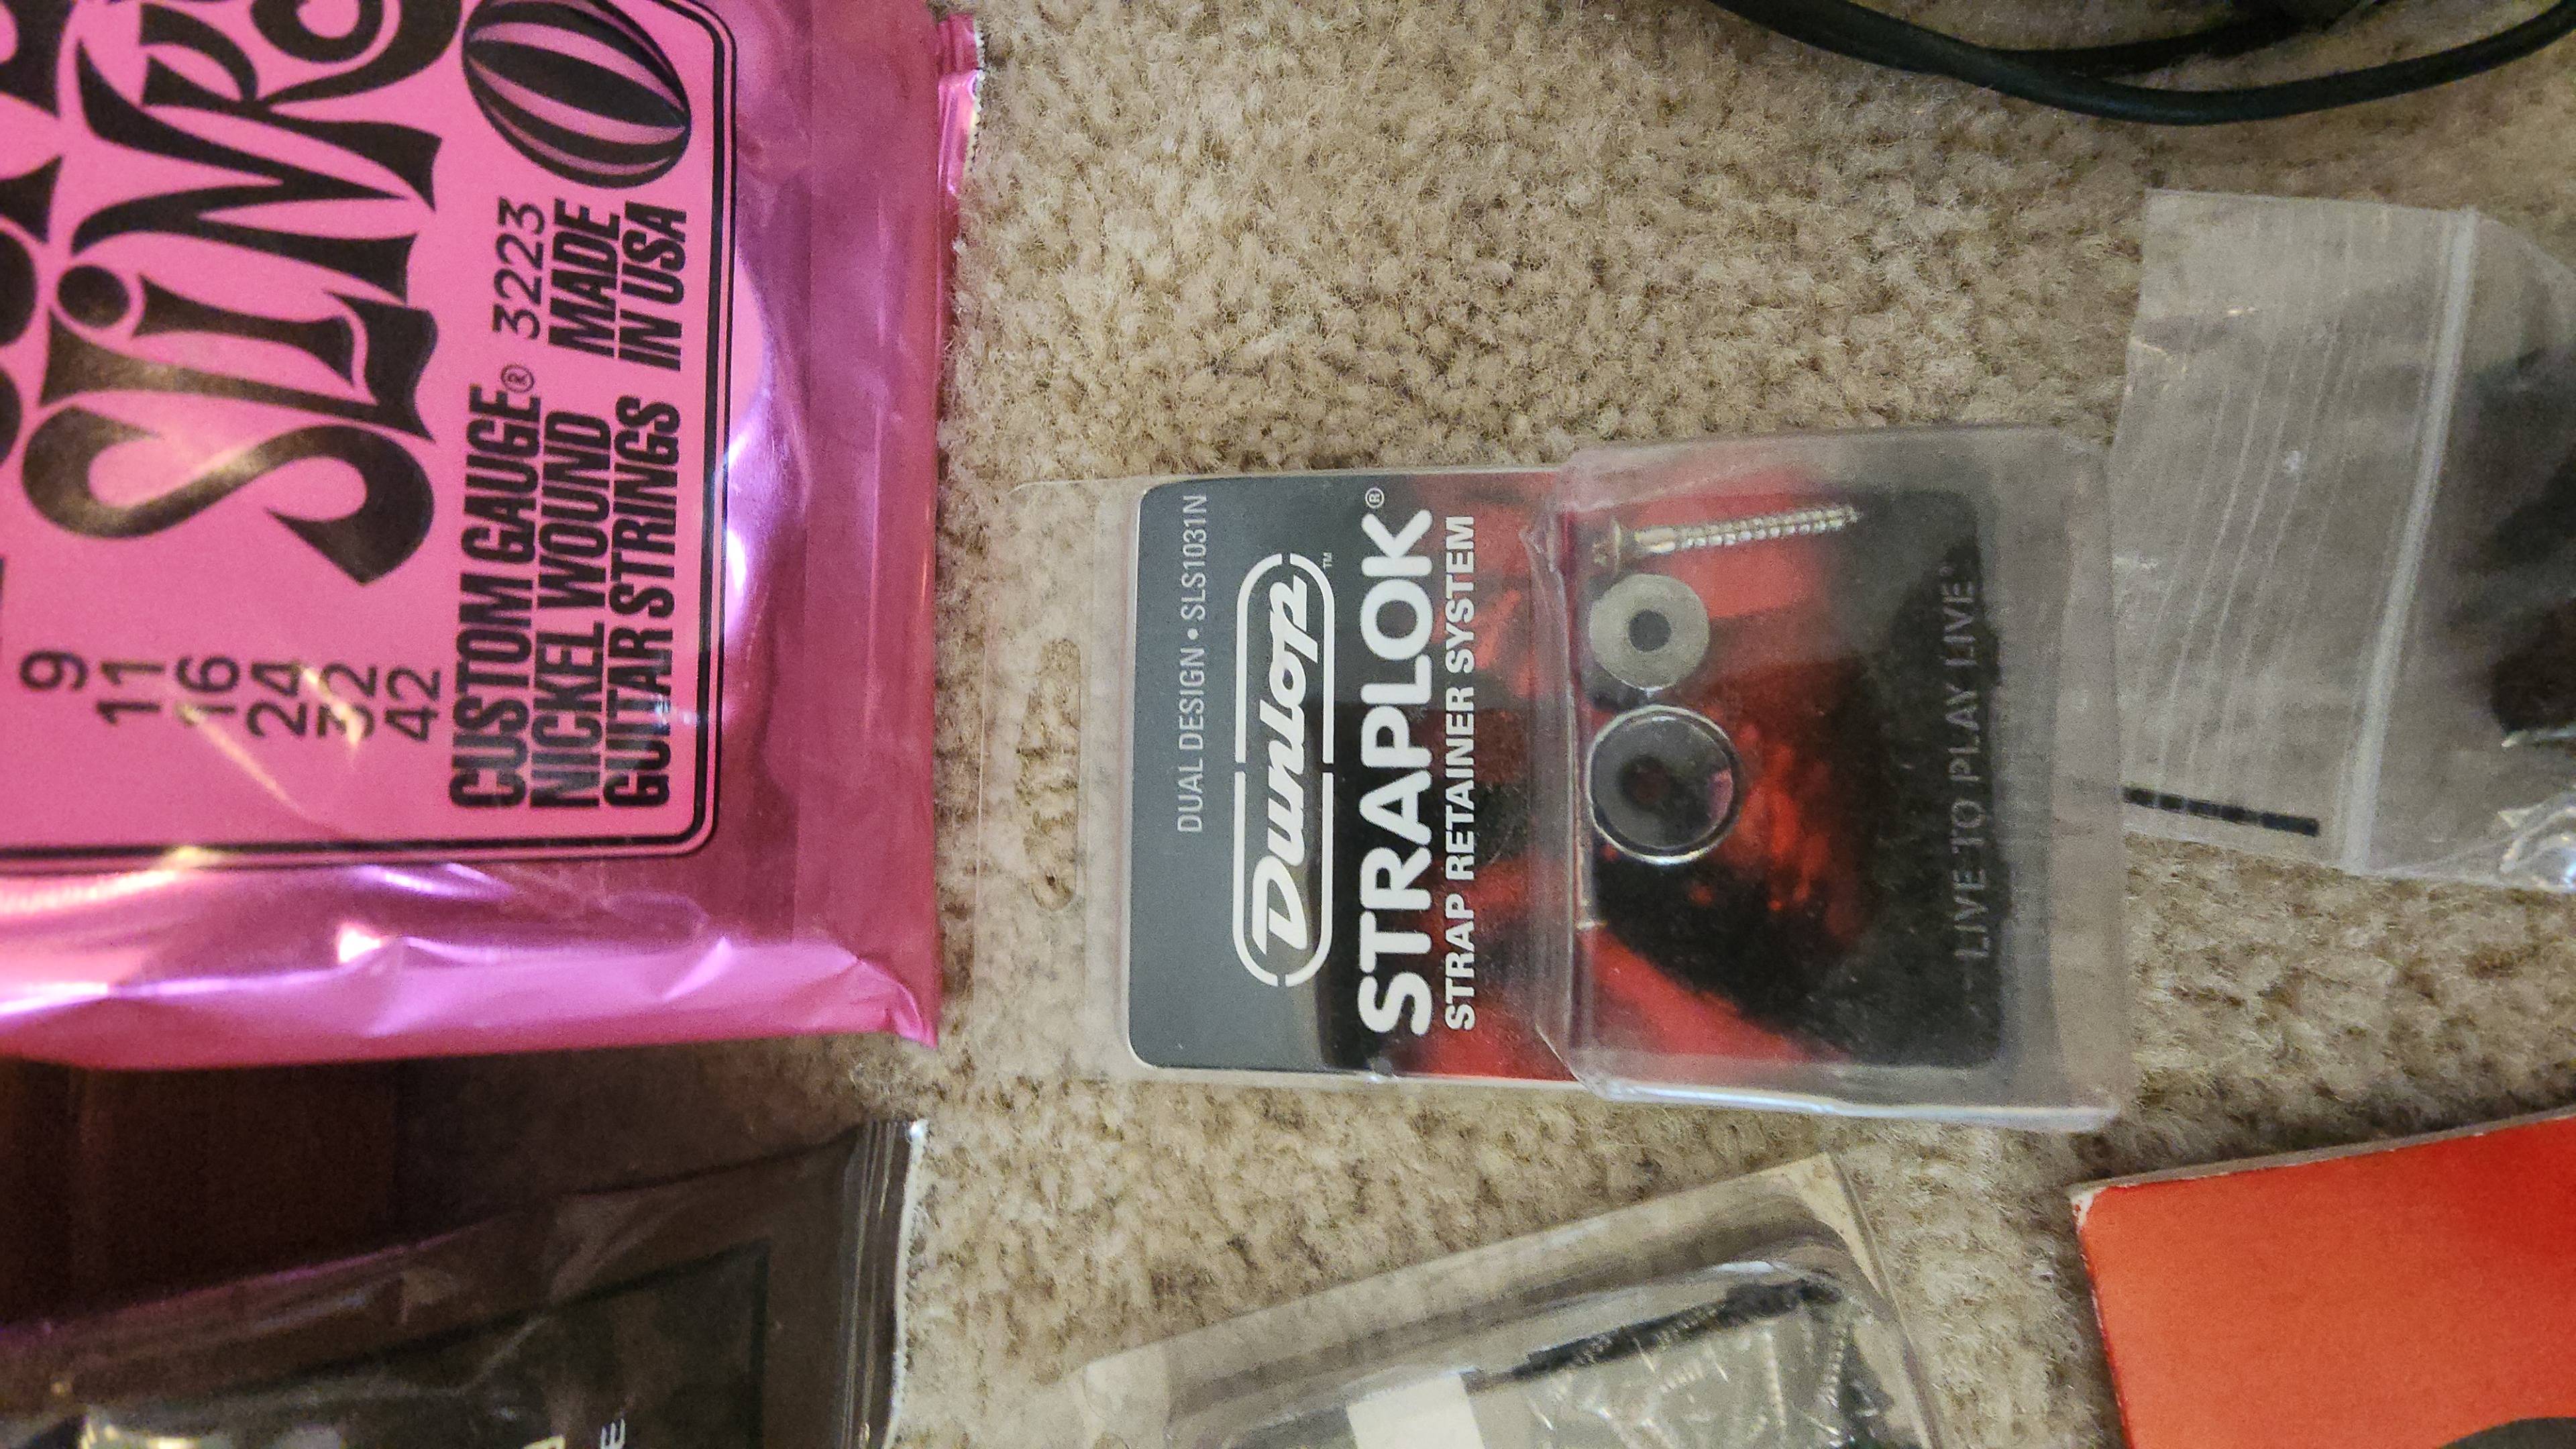 SLiNKY
9
11
16
24
32
42
CUSTOM GAUGE® 3223
NICKEL WOUND MADE
GUITAR STRINGS IN USA
DUAL DESIGN • SLS1031N
Dunlop™
STRAPLOK®
STRAP RETAINER SYSTEM
-LIVE TO PLAY LIVE®